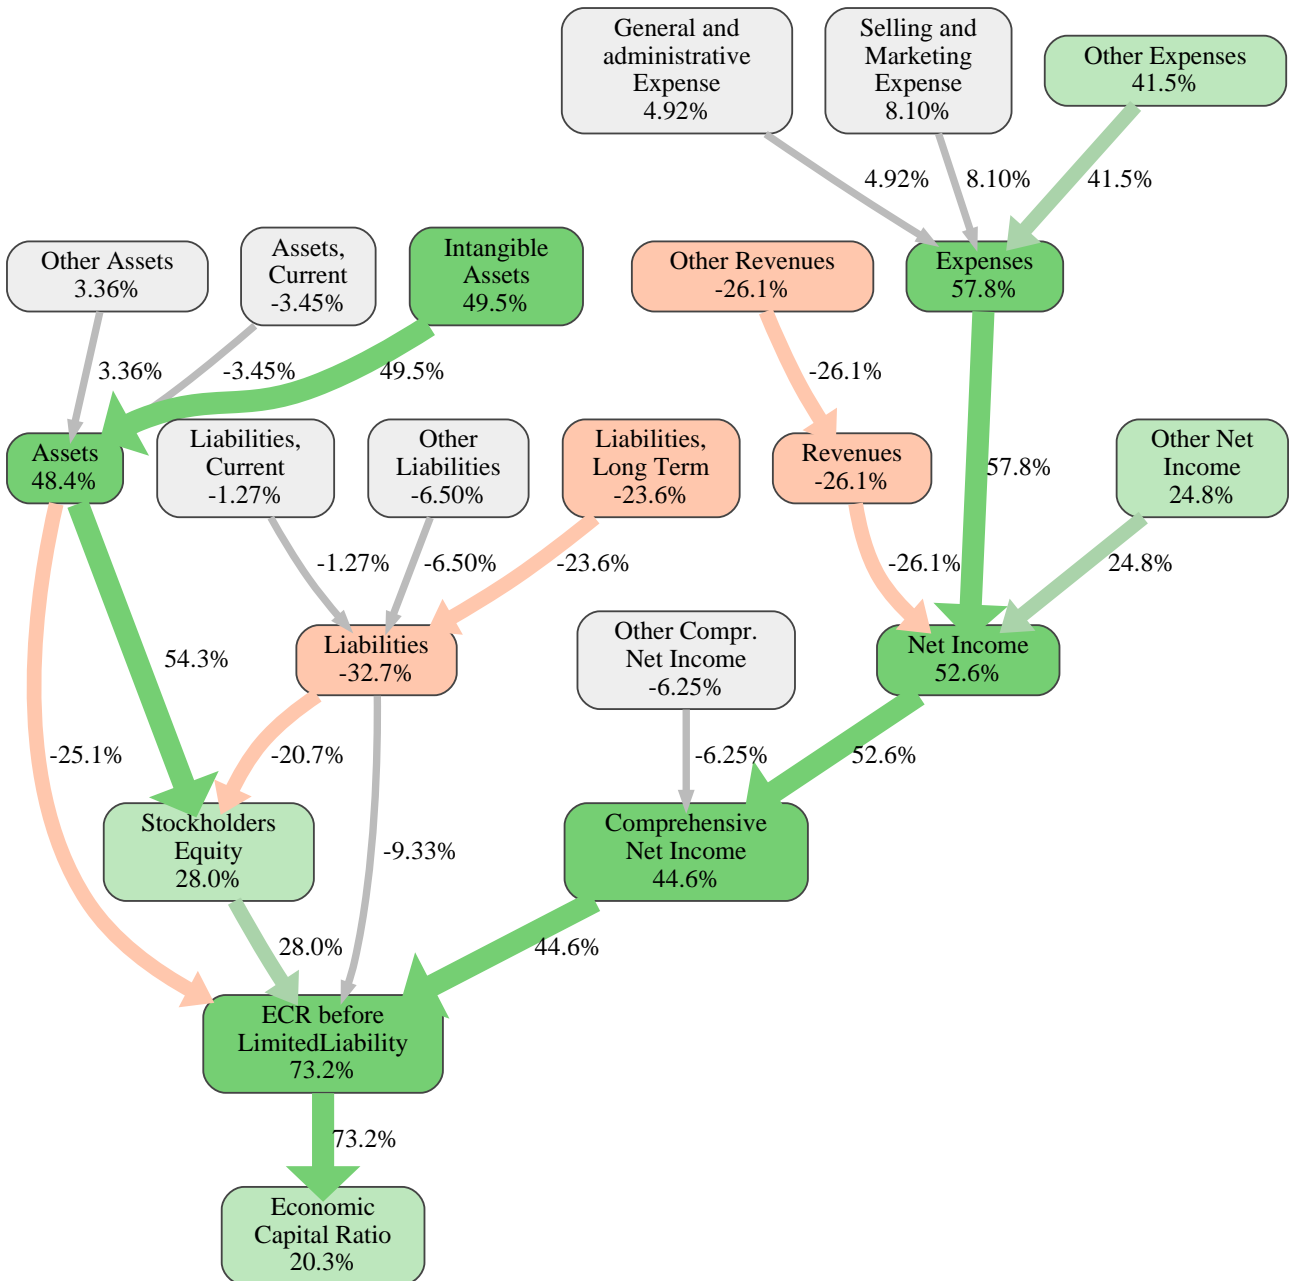 General and
administrative
Expense
4.92%
Selling and
Marketing
Expense
8.10%
Other Expenses
41.5%
4.92%
8.10%
41.5%
Other Assets
3.36%
Assets,
Current
-3.45%
Intangible
Assets
49.5%
Other Revenues
-26.1%
Expenses
57.8%
3.36%
-3.45%
49.5%
-26.1%
57.8%
Assets
48.4%
Liabilities,
Current
-1.27%
Other
Liabilities
-6.50%
Liabilities,
Long Term
-23.6%
Revenues
-26.1%
Other Net
Income
24.8%
-1.27%
-6.50%
-23.6%
-26.1%
24.8%
54.3%
Liabilities
-32.7%
Other Compr.
Net Income
-6.25%
Net Income
52.6%
-25.1%
-20.7%
-6.25%
52.6%
Stockholders
Equity
28.0%
-9.33%
Comprehensive
Net Income
44.6%
28.0%
44.6%
ECR before
LimitedLiability
73.2%
73.2%
Economic
Capital Ratio
20.3%